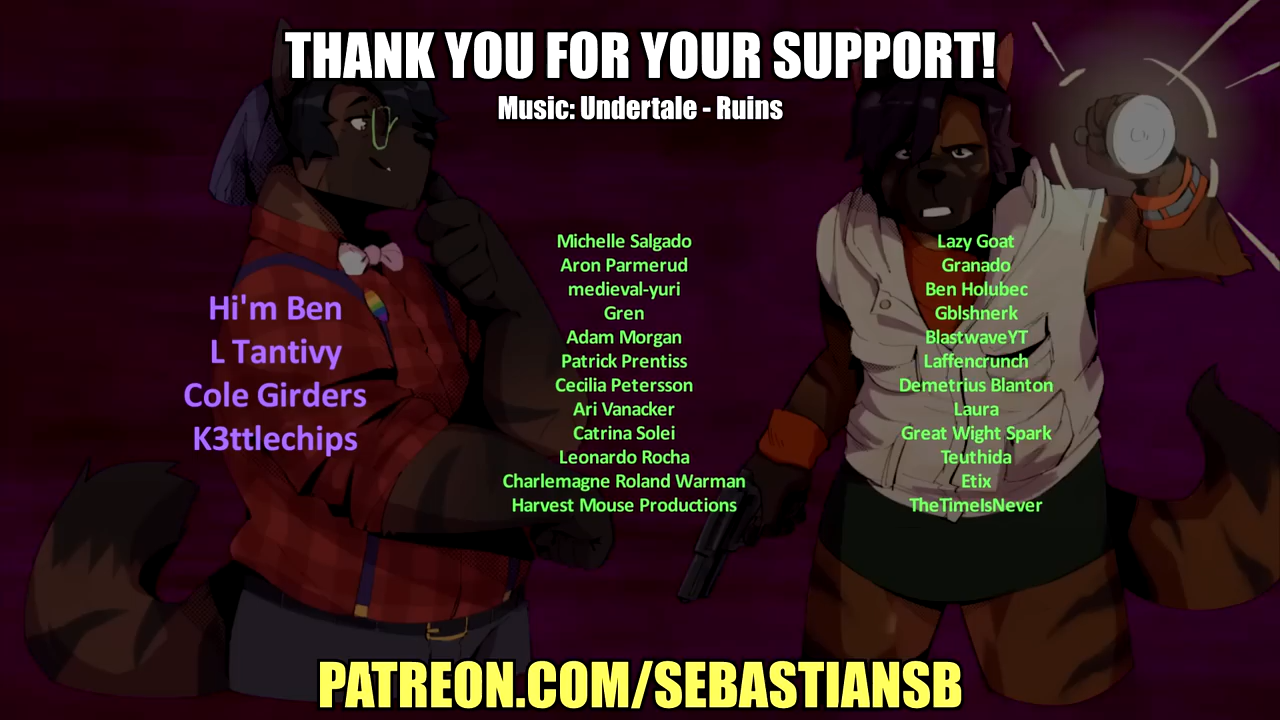 THANK YOU FOR YOUR SUPPORT!
Music: Undertale - Ruins
Hi'm Ben
L Tantivy
Cole Girders
K3ttlechips
Michelle Salgado
Aron Parmerud
medieval-yuri
Gren
Adam Morgan
Patrick Prentiss
Cecilia Petersson
Ari Vanacker
Catrina Solei
Leonardo Rocha
Charlemagne Roland Warman
Harvest Mouse Productions
Lazy Goat
Granado
Ben Holubec
Gblshnerk
BlastwaveYT
Laffencrunch
Demetrius Blanton
Laura
Great Wight Spark
Teuthida
Etix
TheTimeIsNever
PATREON.COM/SEBASTIANSB